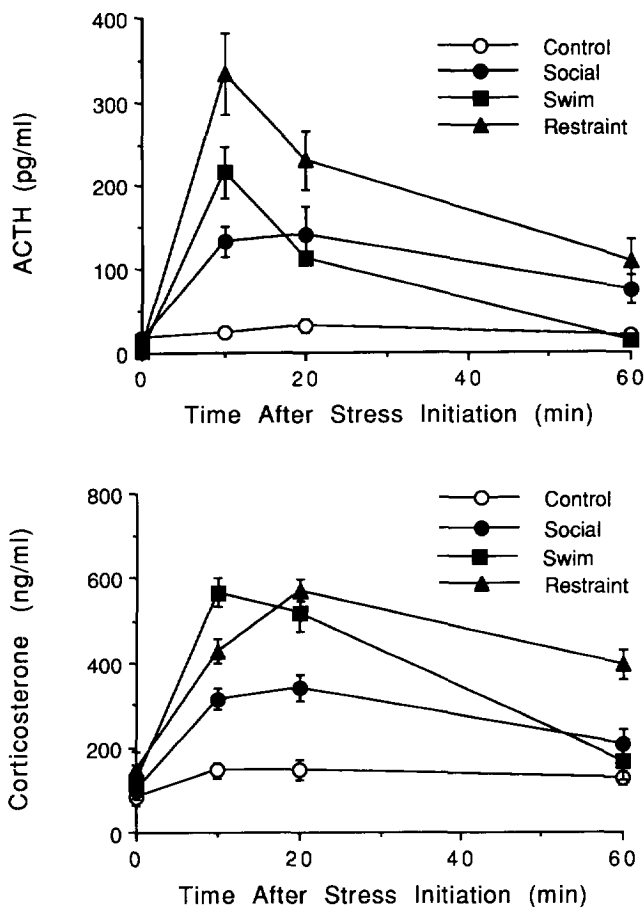 400
300
200
100
0
ACTH (pg/ml)
Control
Social
Swim
Restraint
0 20 40 60
Time After Stress Initiation (min)
800
600
400
200
0
Corticosterone (ng/ml)
Control
Social
Swim
Restraint
0 20 40 60
Time After Stress Initiation (min)